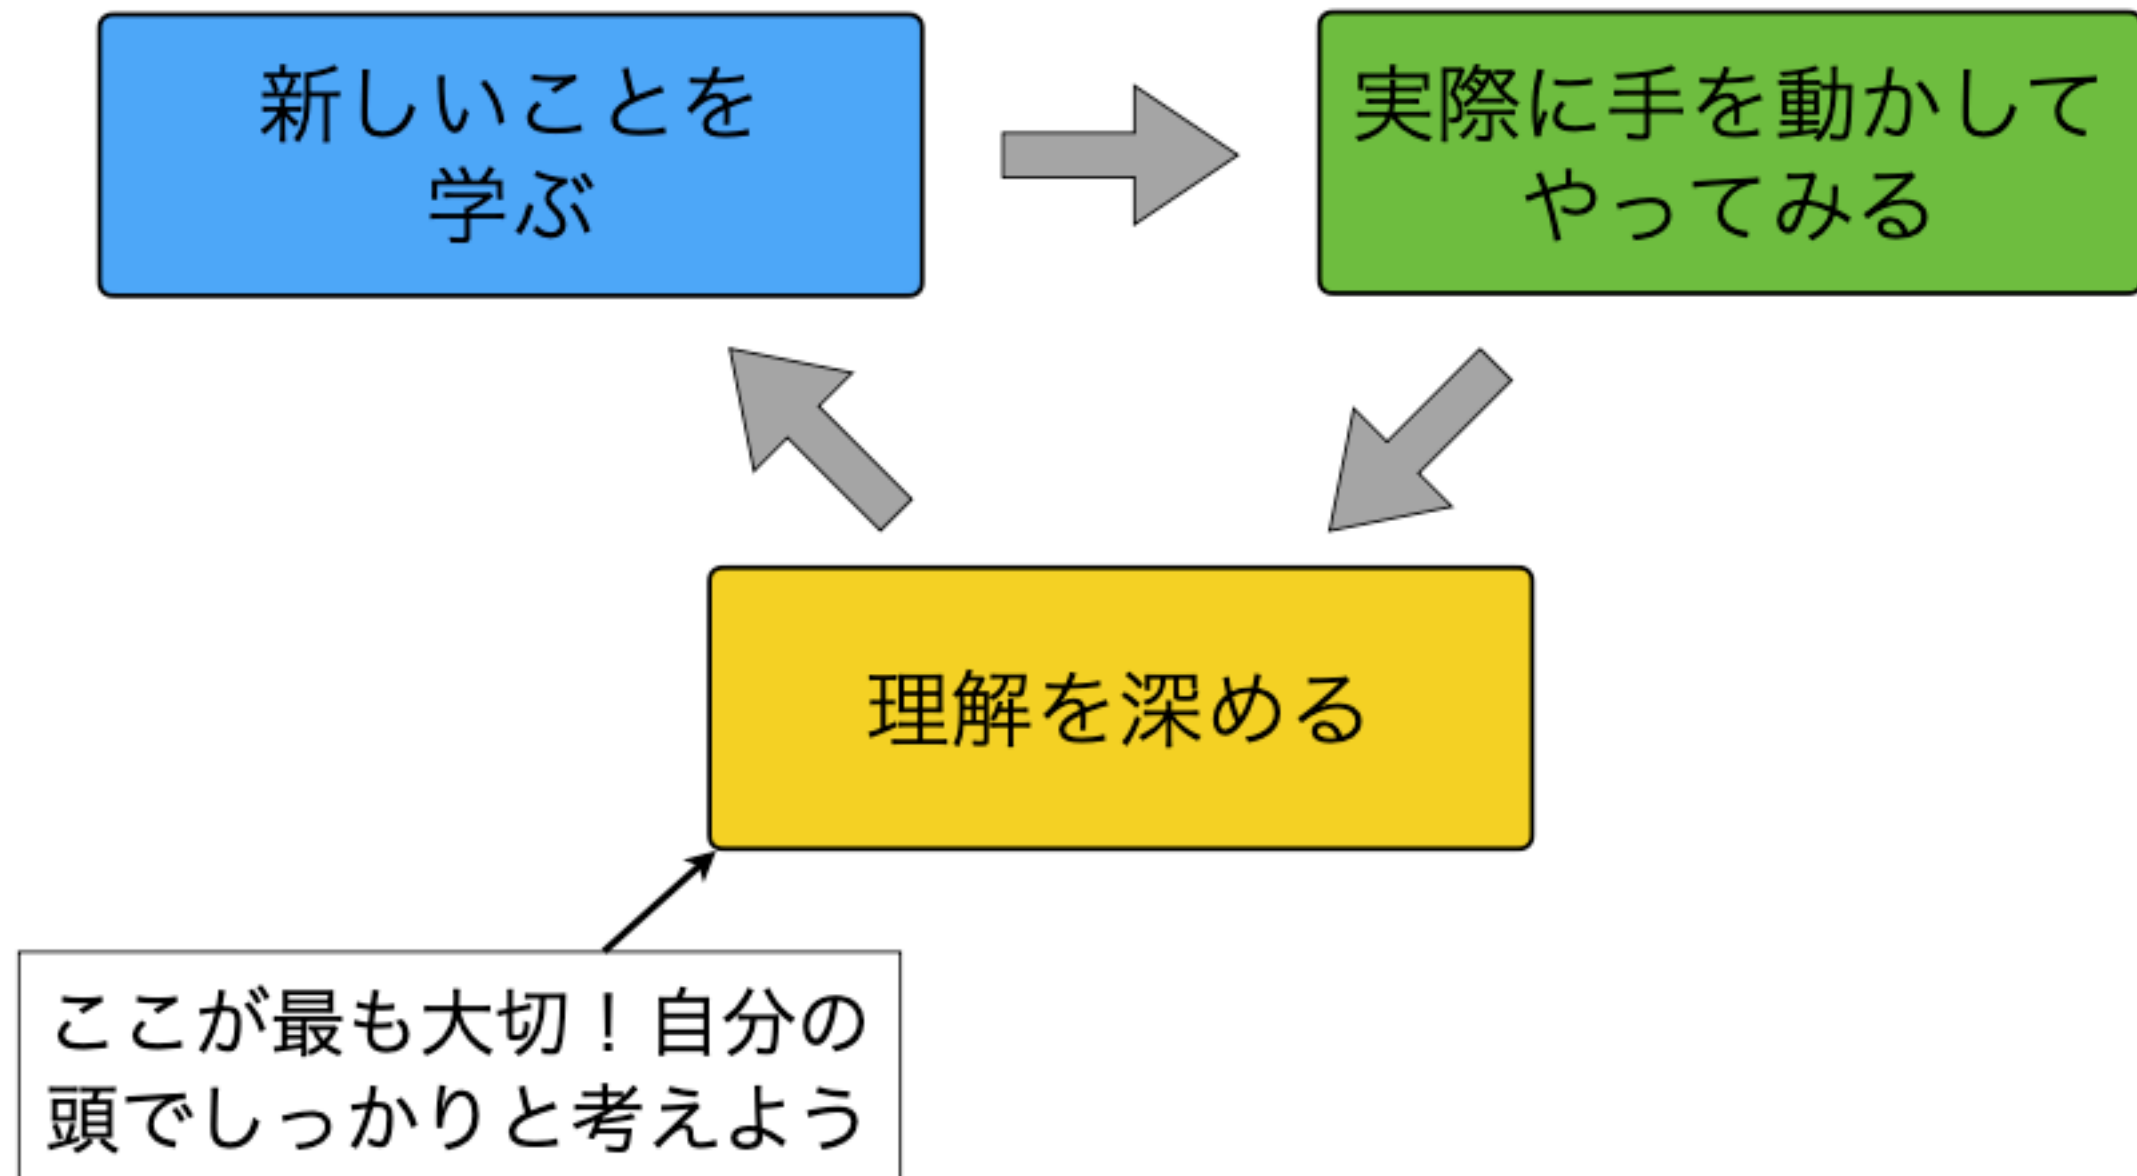 新しいことを
学ぶ
実際に手を動かして
やってみる
理解を深める
ここが最も大切！自分の
頭でしっかりと考えよう